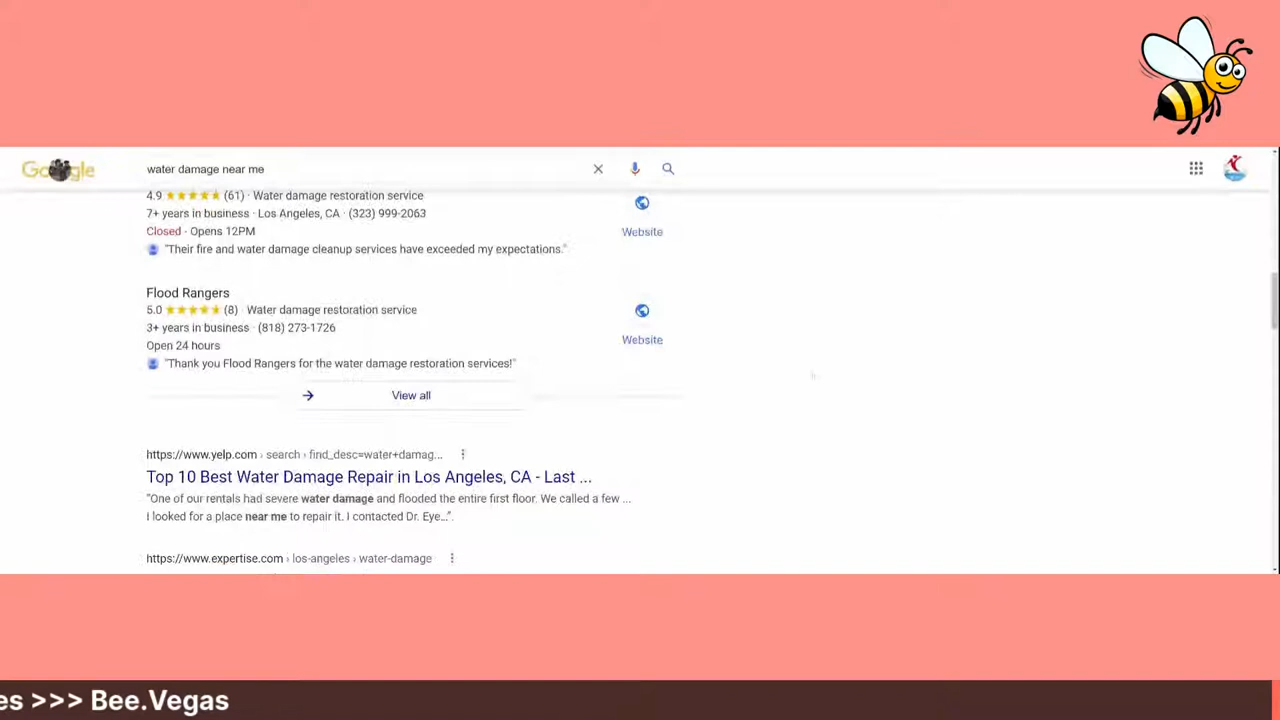 Google
water damage near me
4.9 (61) · Water damage restoration service
7+ years in business · Los Angeles, CA · (323) 999-2063
Closed · Opens 12PM
"Their fire and water damage cleanup services have exceeded my expectations."
Website
Flood Rangers
5.0 (8) · Water damage restoration service
3+ years in business · (818) 273-1726
Open 24 hours
"Thank you Flood Rangers for the water damage restoration services!"
Website
View all
https://www.yelp.com › search › find_desc=water+damag...
Top 10 Best Water Damage Repair in Los Angeles, CA - Last ...
"One of our rentals had severe water damage and flooded the entire first floor. We called a few ...
I looked for a place near me to repair it. I contacted Dr. Eye...".
https://www.expertise.com › los-angeles › water-damage
es >>> Bee.Vegas